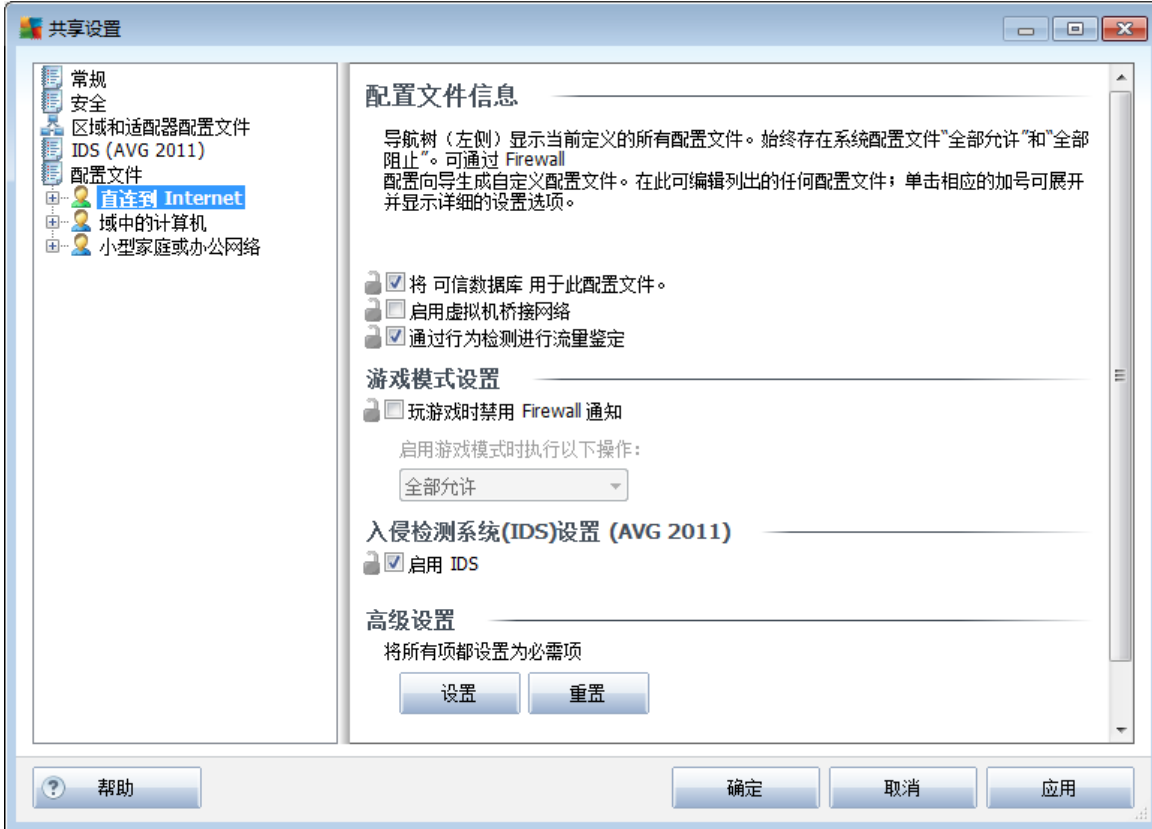 共享设置
常规
安全
区域和适配器配置文件
IDS (AVG 2011)
配置文件
直连到 Internet
域中的计算机
小型家庭或办公网络
配置文件信息
导航树（左侧）显示当前定义的所有配置文件。始终存在系统配置文件“全部允许”和“全部
阻止”。可通过 Firewall
配置向导生成自定义配置文件。在此可编辑列出的任何配置文件；单击相应的加号可展开
并显示详细的设置选项。
将 可信数据库 用于此配置文件。
启用虚拟机桥接网络
通过行为检测进行流量鉴定
游戏模式设置
玩游戏时禁用 Firewall 通知
启用游戏模式时执行以下操作：
全部允许
入侵检测系统(IDS)设置 (AVG 2011)
启用 IDS
高级设置
将所有项都设置为必需项
设置 重置
帮助 确定 取消 应用